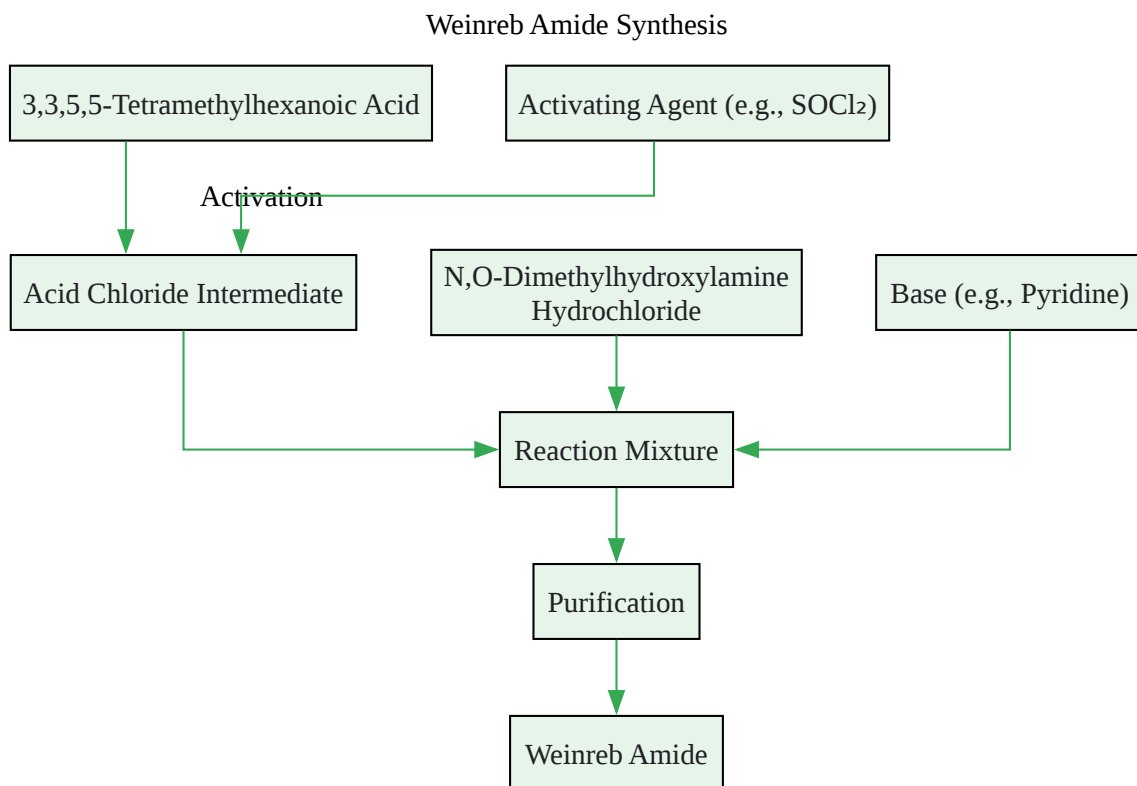 Weinreb Amide Synthesis
3,3,5,5-Tetramethylhexanoic Acid
Activating Agent (e.g., SOCl₂)
Activation
Acid Chloride Intermediate
N,O-Dimethylhydroxylamine
Hydrochloride
Base (e.g., Pyridine)
Reaction Mixture
Purification
Weinreb Amide